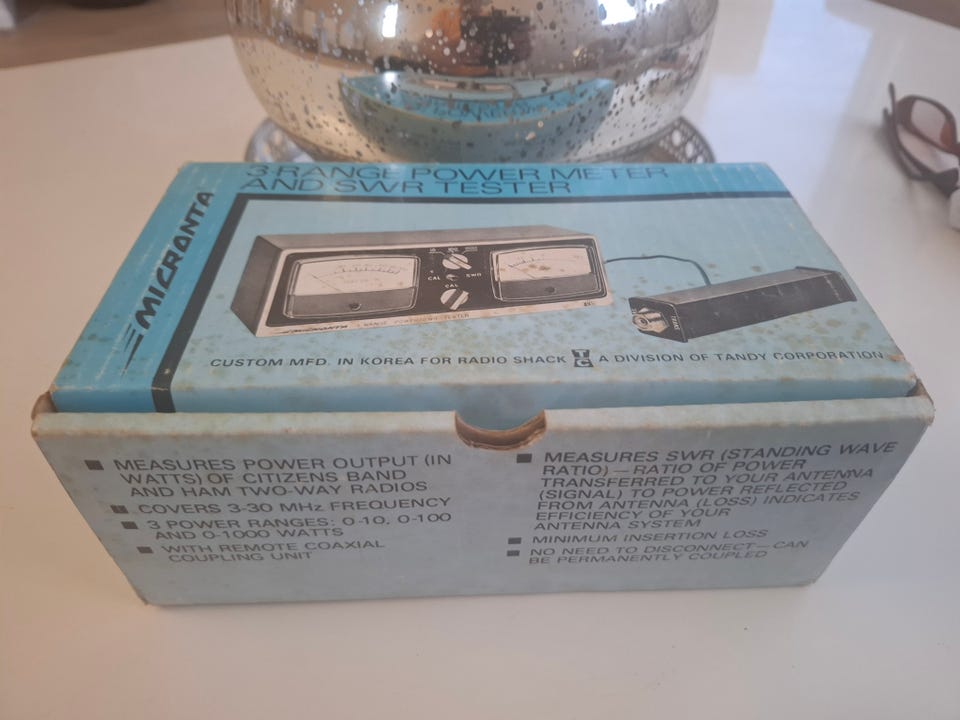 3-RANGE POWER METER
AND SWR TESTER
MICRONTA
CAL
SWR
CAL
CUSTOM MFD. IN KOREA FOR RADIO SHACK TC A DIVISION OF TANDY CORPORATION
MEASURES POWER OUTPUT (IN
WATTS) OF CITIZENS BAND
AND HAM TWO-WAY RADIOS
COVERS 3-30 MHz FREQUENCY
3 POWER RANGES: 0-10, 0-100
AND 0-1000 WATTS
WITH REMOTE COAXIAL
COUPLING UNIT
MEASURES SWR (STANDING WAVE
RATIO) — RATIO OF POWER
TRANSFERRED TO YOUR ANTENNA
(SIGNAL) TO POWER REFLECTED
FROM ANTENNA (LOSS) INDICATES
EFFICIENCY OF YOUR
ANTENNA SYSTEM
MINIMUM INSERTION LOSS
NO NEED TO DISCONNECT — CAN
BE PERMANENTLY COUPLED